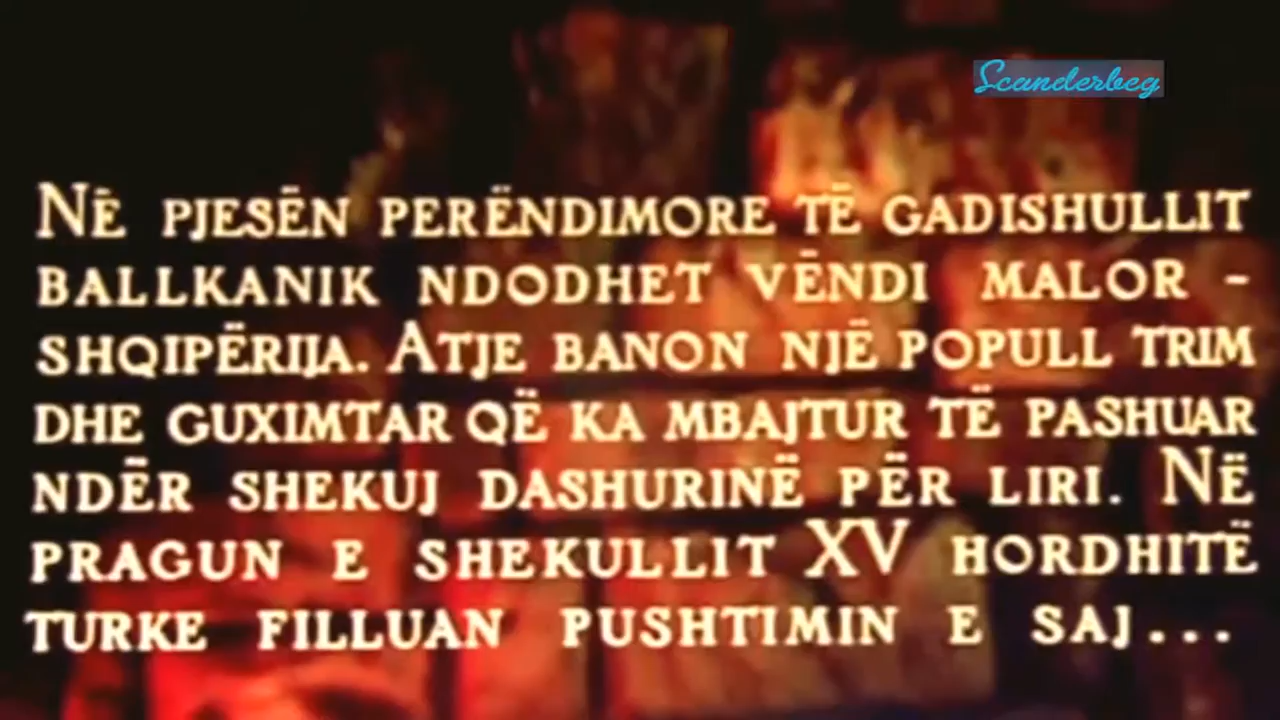 Scanderbeg
NË PJESËN PERËNDIMORE TË GADISHULLIT
BALLKANIK NDODHET VËNDI MALOR -
SHQIPËRIJA. ATJE BANON NJË POPULL TRIM
DHE GUXIMTAR QË KA MBAJTUR TË PASHUAR
NDËR SHEKUJ DASHURINË PËR LIRI. NË
PRAGUN E SHEKULLIT XV HORDHITË
TURKE FILLUAN PUSHTIMIN E SAJ...